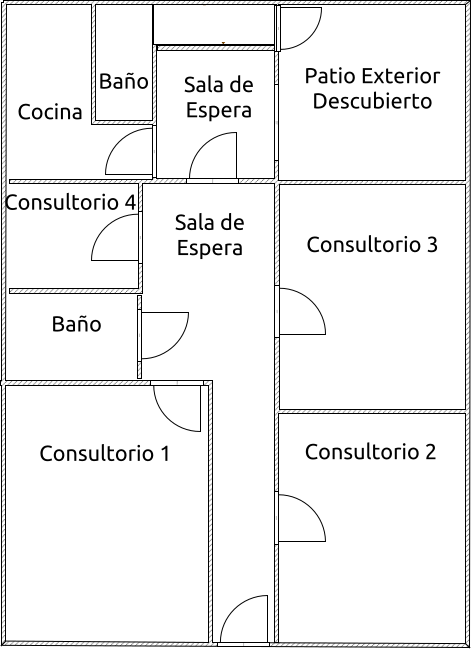 Baño
Cocina
Sala de
Espera
Patio Exterior
Descubierto
Consultorio 4
Sala de
Espera
Consultorio 3
Baño
Consultorio 1
Consultorio 2